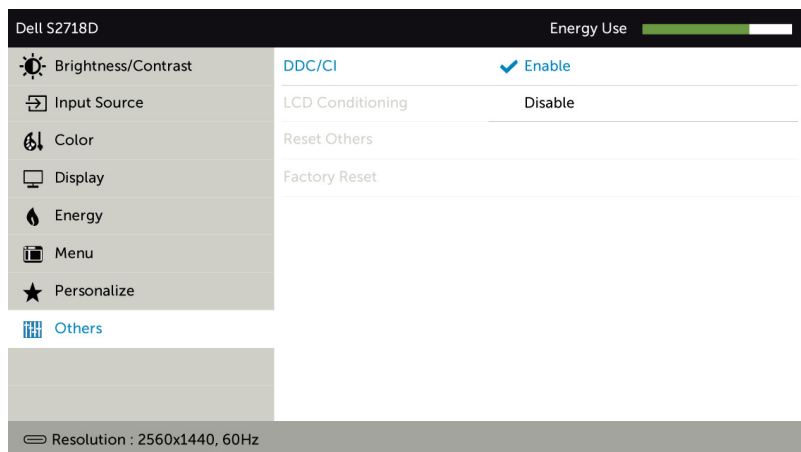 Dell S2718D Energy Use
Brightness/Contrast DDC/CI Enable
Input Source LCD Conditioning Disable
Color Reset Others
Display Factory Reset
Energy
Menu
Personalize
Others
Resolution : 2560x1440, 60Hz